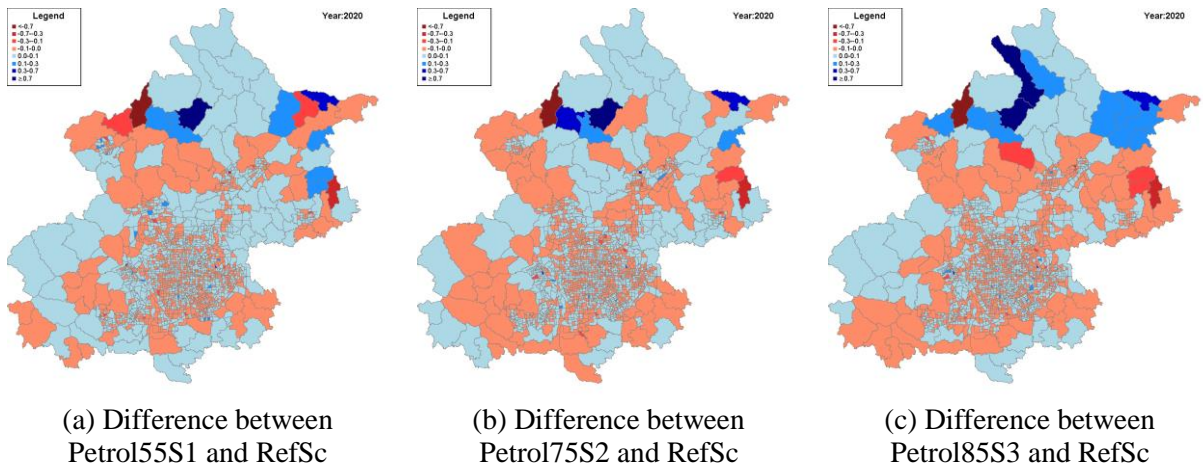 Legend
<-0.7
-0.7--0.3
-0.3--0.1
-0.1-0.0
0.0-0.1
0.1-0.3
0.3-0.7
≥0.7
Year:2020
Legend
<-0.7
-0.7--0.3
-0.3--0.1
-0.1-0.0
0.0-0.1
0.1-0.3
0.3-0.7
≥0.7
Year:2020
Legend
<-0.7
-0.7--0.3
-0.3--0.1
-0.1-0.0
0.0-0.1
0.1-0.3
0.3-0.7
≥0.7
Year:2020
(a) Difference between
Petrol55S1 and RefSc
(b) Difference between
Petrol75S2 and RefSc
(c) Difference between
Petrol85S3 and RefSc